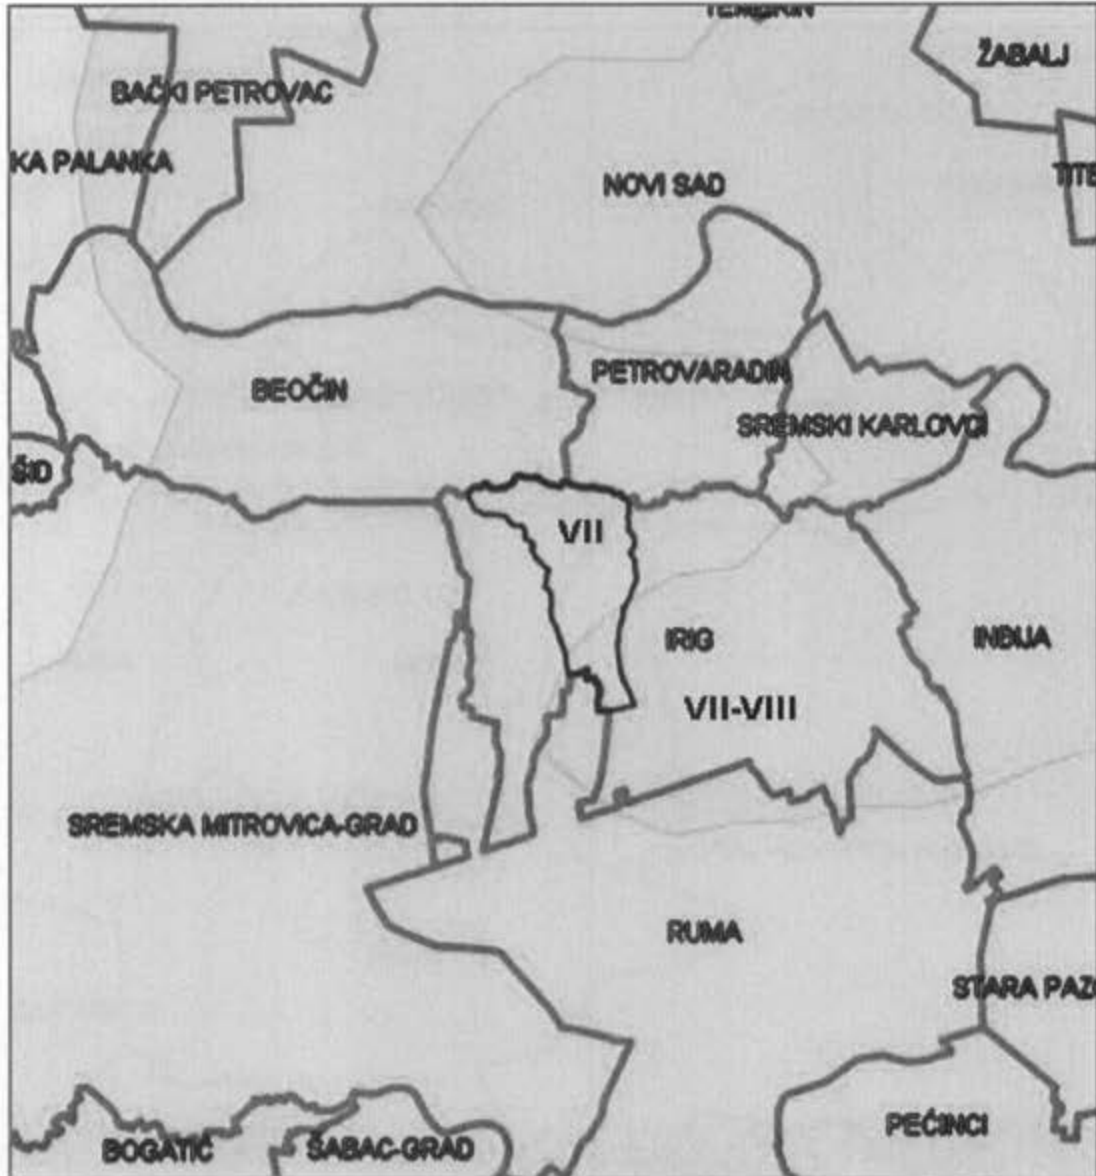 ŽABALJ
BAČKI PETROVAC
KA PALANKA
TITE
NOVI SAD
PETROVARADIN
BEOČIN
SREMSKI KARLOVCI
ŠID
VII
IRIG
INĐIJA
VII-VIII
SREMSKA MITROVICA-GRAD
RUMA
STARA PAZ
PEĆINCI
BOGATIĆ
ŠABAC-GRAD